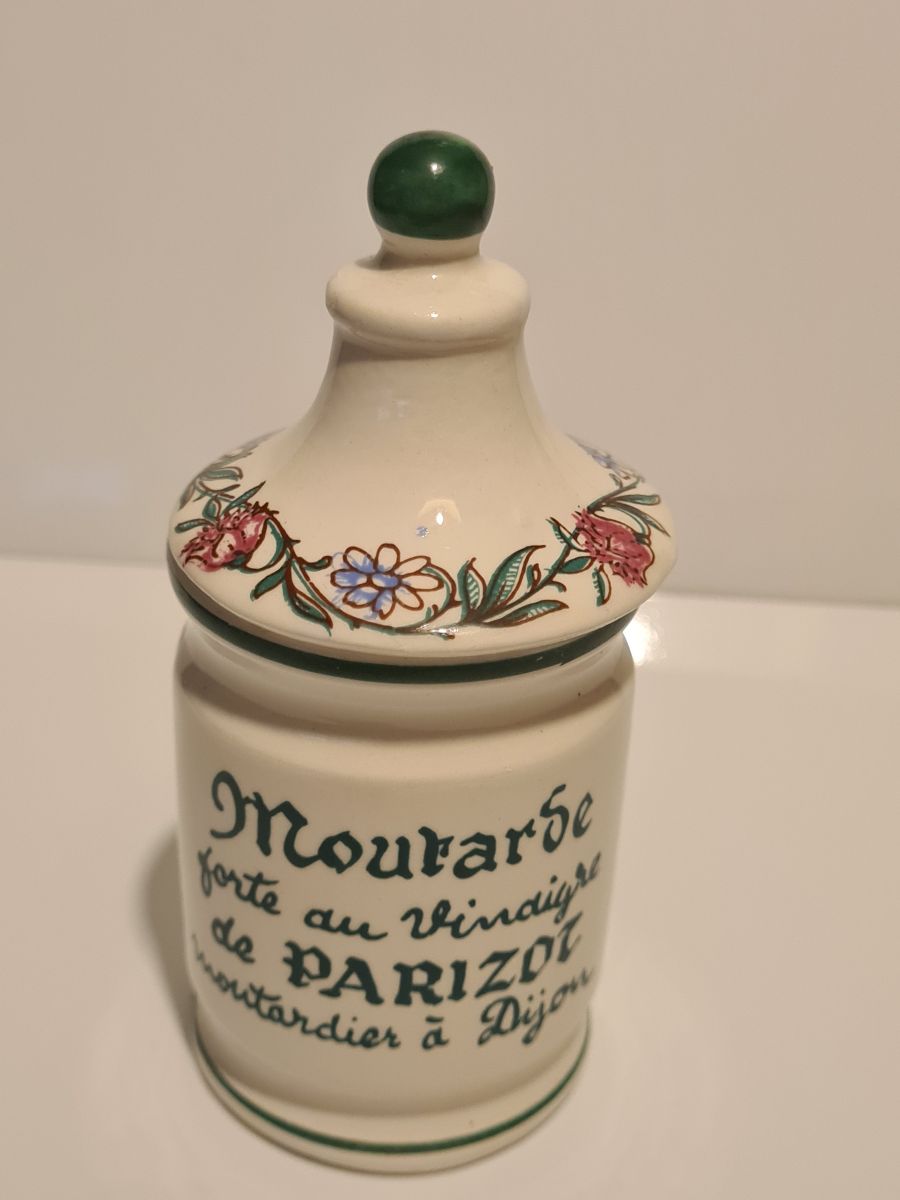 Moutarde
forte au Vinaigre
de PARIZOT
moutardier à Dijon